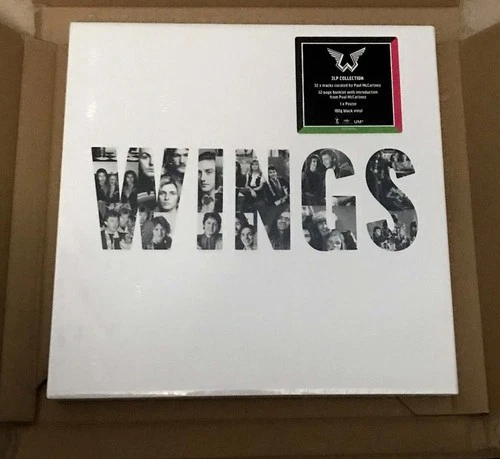 3LP COLLECTION
32 x tracks curated by Paul McCartney
32 page booklet with introduction
from Paul McCartney
1 x Poster
180g black vinyl
WINGS